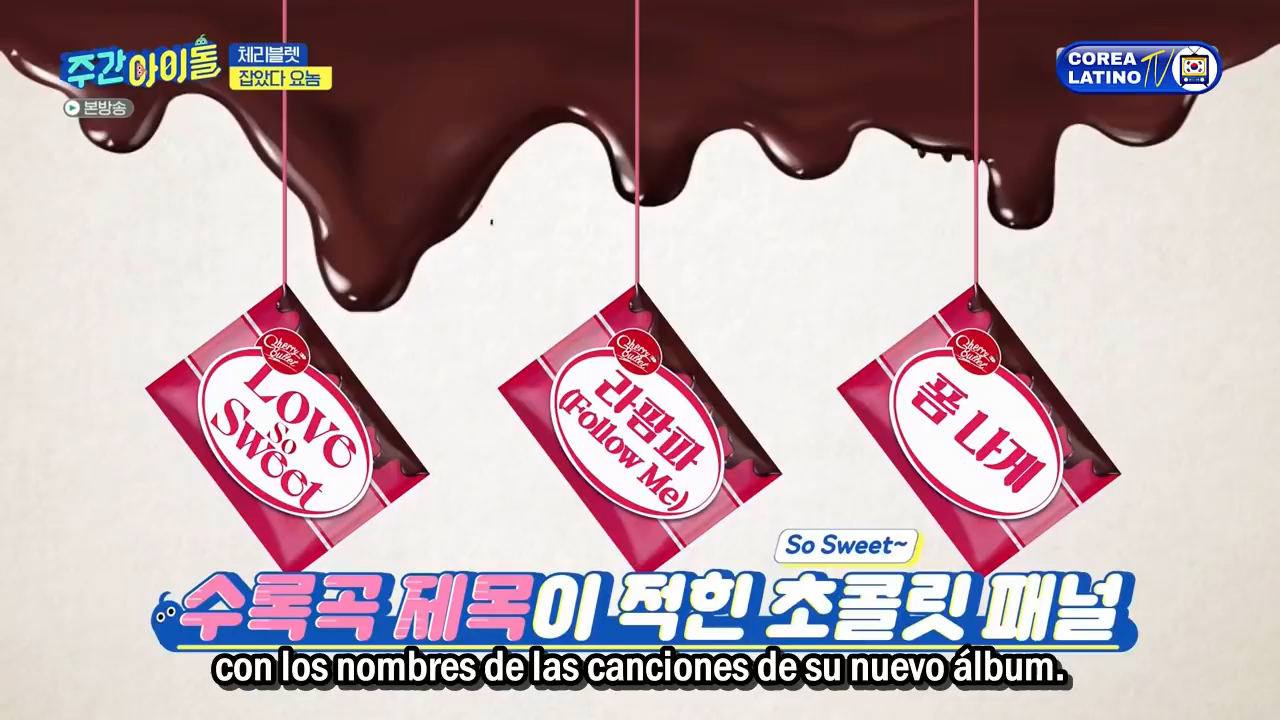 주간아이돌
체리블렛
잡았다 요놈
본방송
COREA
LATINO TV
Cherry
Bullet
LOVE
So
Sweet
Cherry
Bullet
라팜파
(Follow Me)
Cherry
Bullet
폼 나게
So Sweet~
수록곡 제목이 적힌 초콜릿 패널
con los nombres de las canciones de su nuevo álbum.